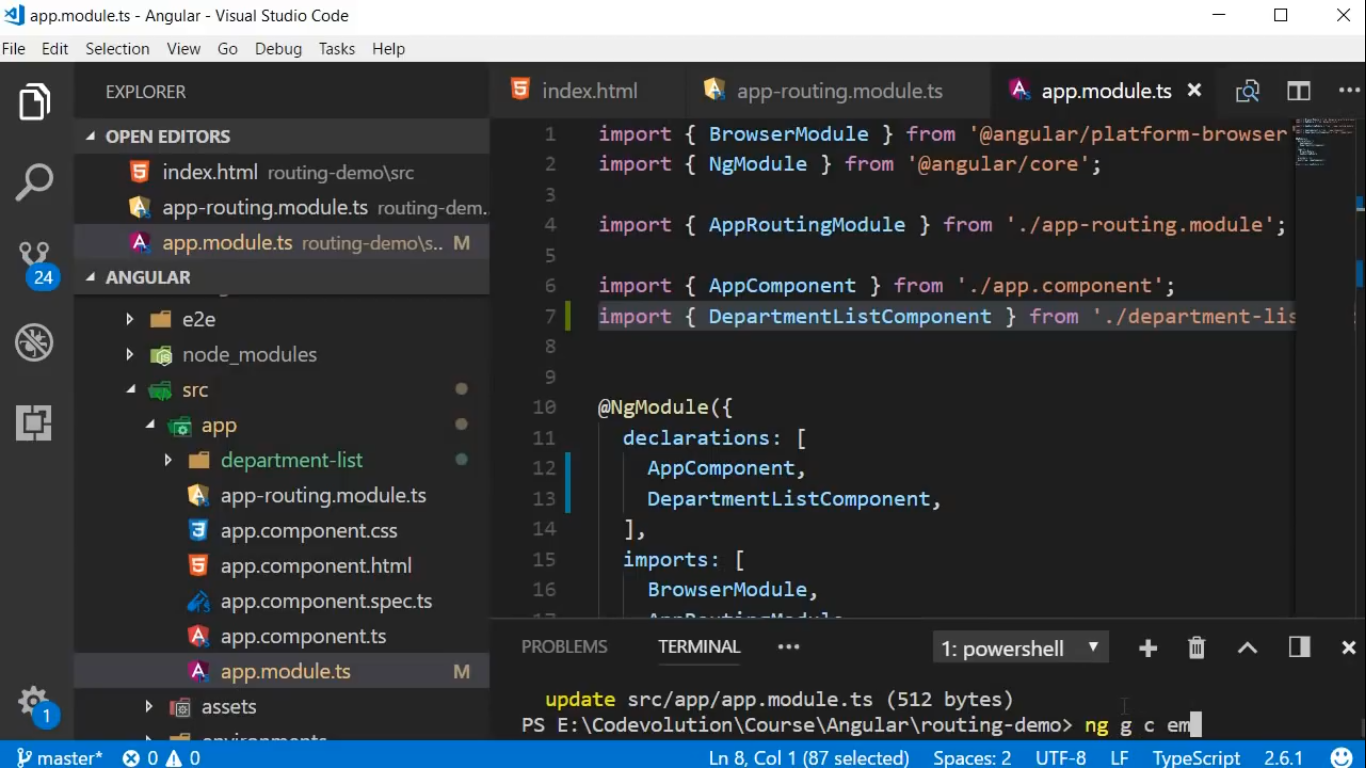 app.module.ts - Angular - Visual Studio Code
File Edit Selection View Go Debug Tasks Help
EXPLORER
OPEN EDITORS
index.html routing-demo\src
app-routing.module.ts routing-dem...
app.module.ts routing-demo\s.. M
24
ANGULAR
e2e
node_modules
src
app
department-list
app-routing.module.ts
app.component.css
app.component.html
app.component.spec.ts
app.component.ts
app.module.ts M
assets
environments
1
index.html app-routing.module.ts app.module.ts
1 import { BrowserModule } from '@angular/platform-browser'
2 import { NgModule } from '@angular/core';
3
4 import { AppRoutingModule } from './app-routing.module';
5
6 import { AppComponent } from './app.component';
7 import { DepartmentListComponent } from './department-lis
8
9
10 @NgModule({
11 declarations: [
12 AppComponent,
13 DepartmentListComponent,
14 ],
15 imports: [
16 BrowserModule,
17 AppRoutingModule
PROBLEMS TERMINAL ••• 1: powershell
update src/app/app.module.ts (512 bytes)
PS E:\Codevolution\Course\Angular\routing-demo> ng g c em
master* 0 0 Ln 8, Col 1 (87 selected) Spaces: 2 UTF-8 LF TypeScript 2.6.1